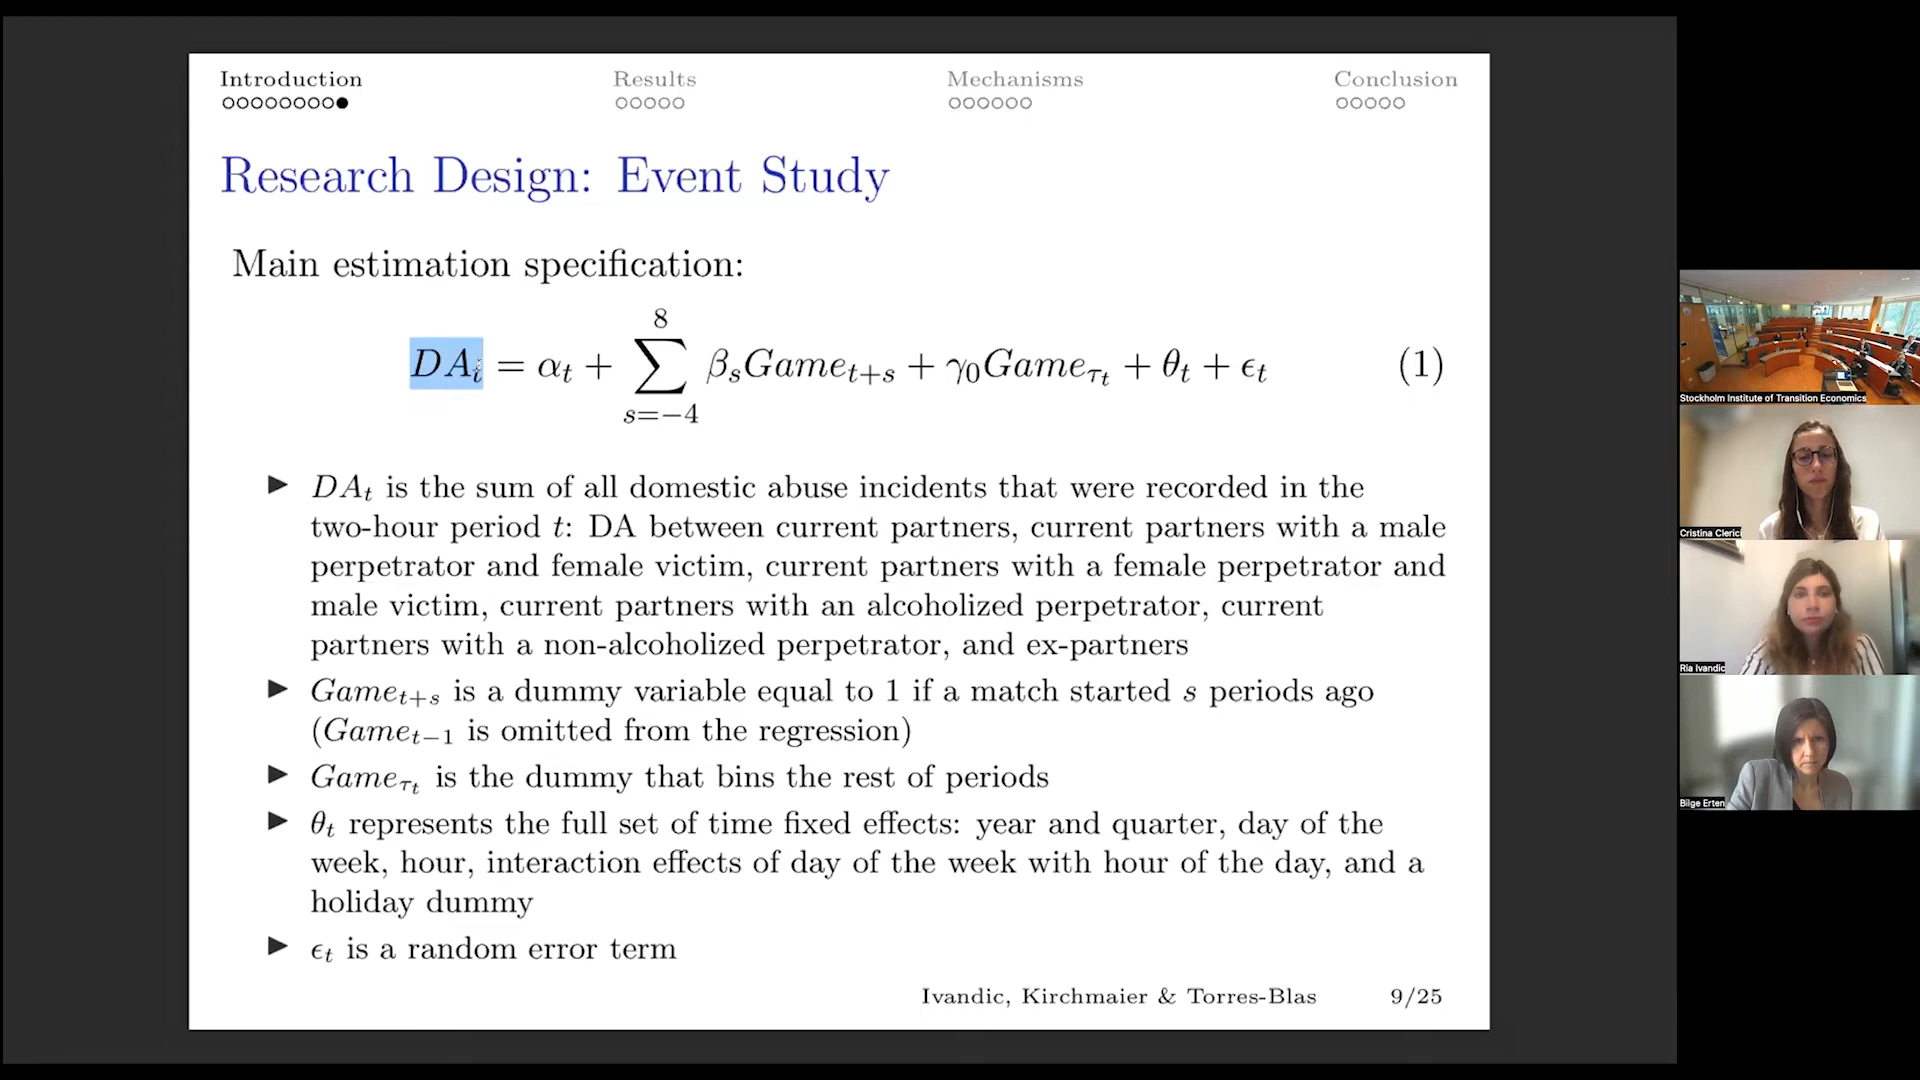 Introduction Results Mechanisms Conclusion
Research Design: Event Study
Main estimation specification:
DA_t = α_t + ∑_{s=−4}^{8} β_s Game_{t+s} + γ_0 Game_{τ_t} + θ_t + ϵ_t (1)
▶ DA_t is the sum of all domestic abuse incidents that were recorded in the
two-hour period t: DA between current partners, current partners with a male
perpetrator and female victim, current partners with a female perpetrator and
male victim, current partners with an alcoholized perpetrator, current
partners with a non-alcoholized perpetrator, and ex-partners
▶ Game_{t+s} is a dummy variable equal to 1 if a match started s periods ago
(Game_{t−1} is omitted from the regression)
▶ Game_{τ_t} is the dummy that bins the rest of periods
▶ θ_t represents the full set of time fixed effects: year and quarter, day of the
week, hour, interaction effects of day of the week with hour of the day, and a
holiday dummy
▶ ϵ_t is a random error term
Ivandic, Kirchmaier & Torres-Blas 9/25
Stockholm Institute of Transition Economics
Cristina Clerici
Ria Ivandic
Bilge Erten